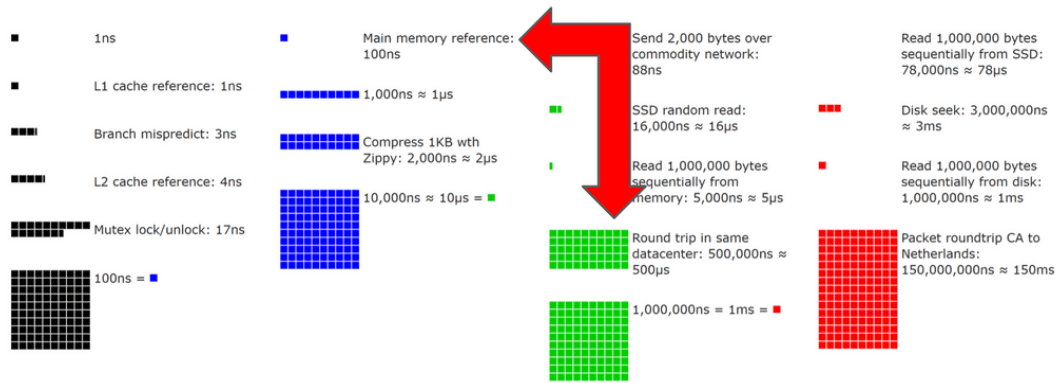 1ns
L1 cache reference: 1ns
Branch mispredict: 3ns
L2 cache reference: 4ns
Mutex lock/unlock: 17ns
100ns =
Main memory reference:
100ns
1,000ns ≈ 1μs
Compress 1KB wth
Zippy: 2,000ns ≈ 2μs
10,000ns ≈ 10μs =
Send 2,000 bytes over
commodity network:
88ns
SSD random read:
16,000ns ≈ 16μs
Read 1,000,000 bytes
sequentially from
memory: 5,000ns ≈ 5μs
Round trip in same
datacenter: 500,000ns ≈
500μs
1,000,000ns = 1ms =
Read 1,000,000 bytes
sequentially from SSD:
78,000ns ≈ 78μs
Disk seek: 3,000,000ns
≈ 3ms
Read 1,000,000 bytes
sequentially from disk:
1,000,000ns ≈ 1ms
Packet roundtrip CA to
Netherlands:
150,000,000ns ≈ 150ms